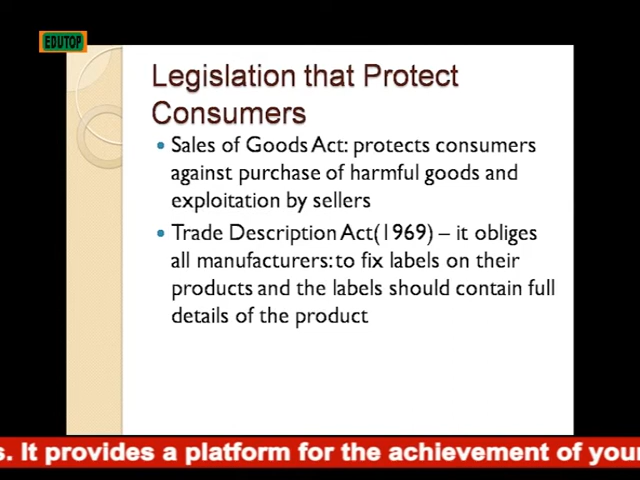 EDUTOP
Legislation that Protect
Consumers
• Sales of Goods Act: protects consumers
against purchase of harmful goods and
exploitation by sellers
• Trade Description Act(1969) – it obliges
all manufacturers: to fix labels on their
products and the labels should contain full
details of the product
s. It provides a platform for the achievement of your